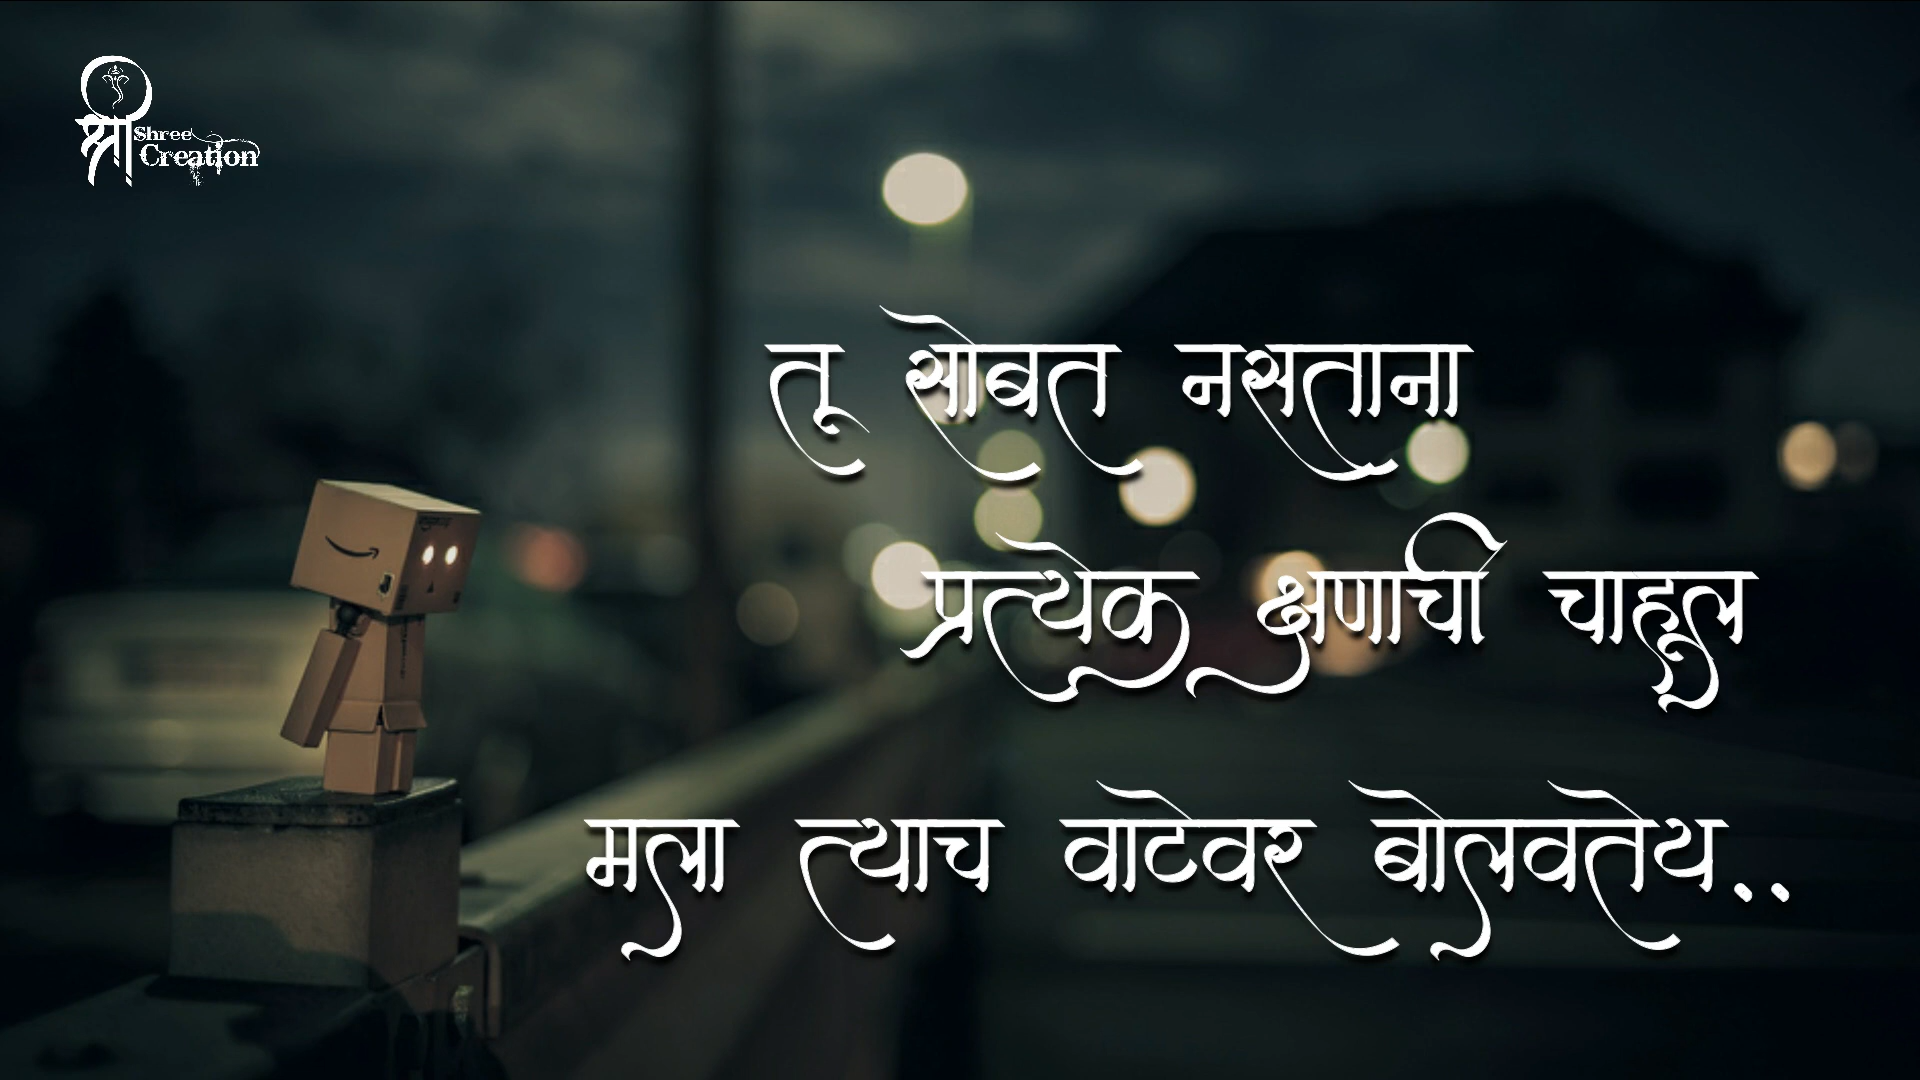 श्री
Shree
Creation
तू सोबत नसताना
प्रत्येक क्षणाची चाहूल
मला त्याच वाटेवर बोलवतेय..